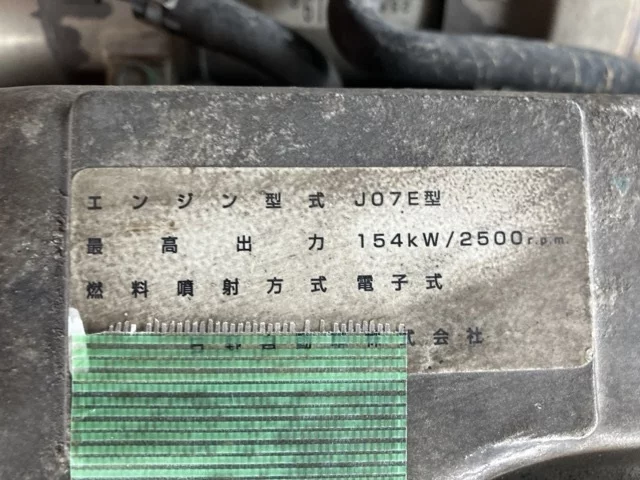 エンジン型式 J07E型
最高出力 154kW/2500r.p.m.
燃料噴射方式 電子式
式会社